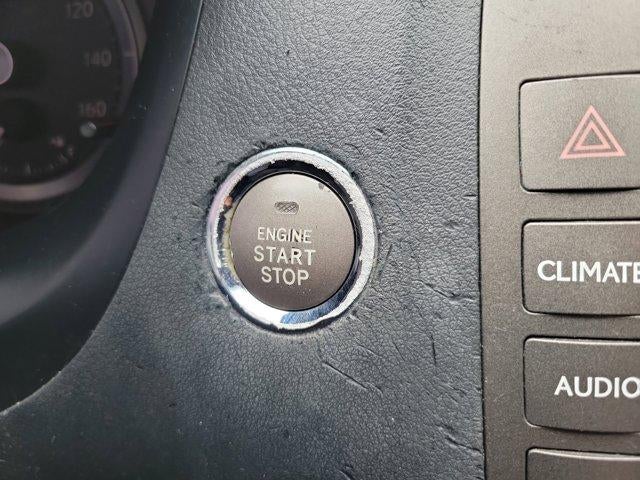 120
140
160
ENGINE
START
STOP
CLIMATE
AUDIO